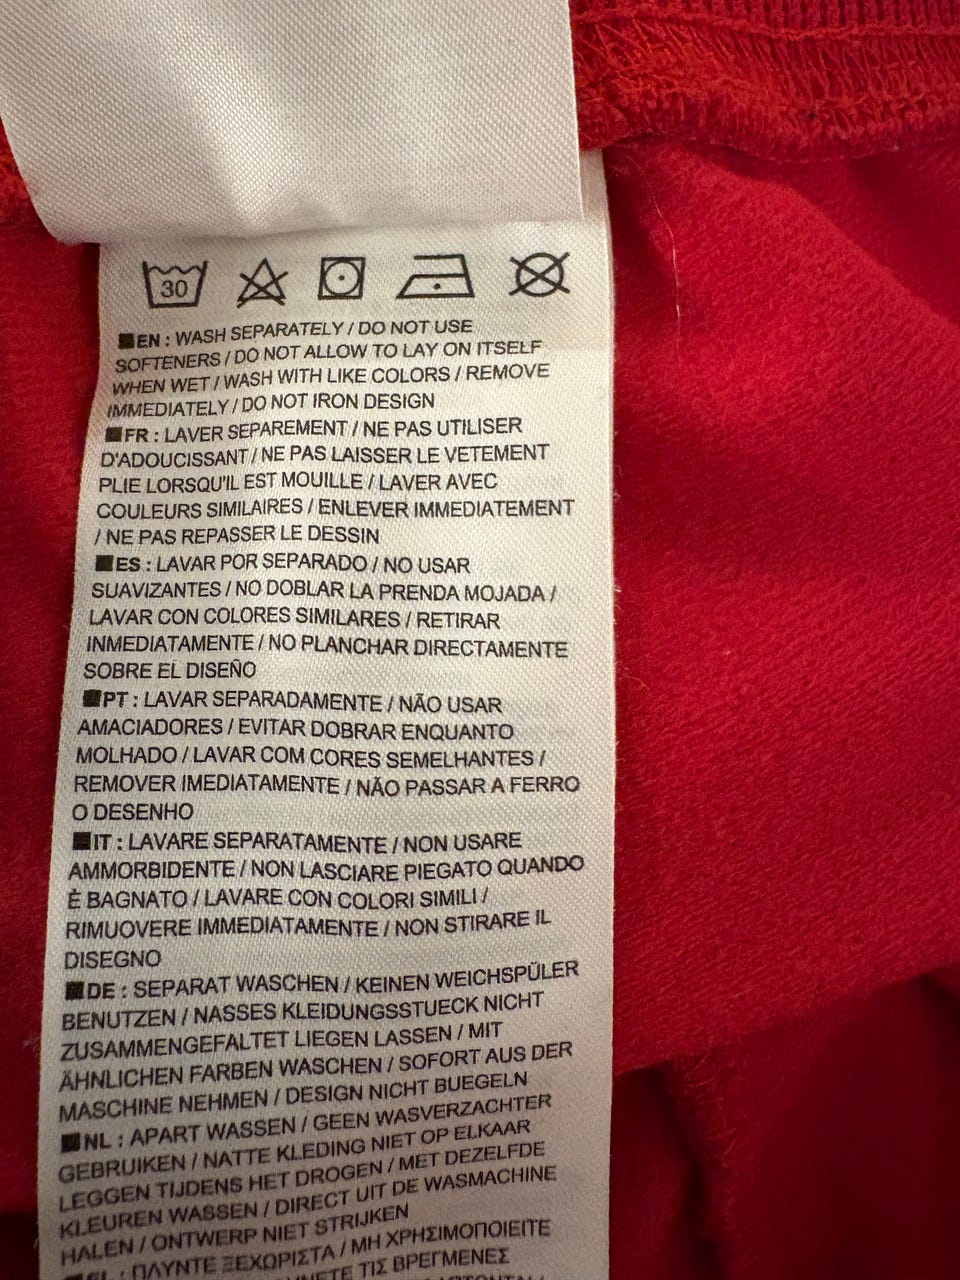 30
■EN : WASH SEPARATELY / DO NOT USE
SOFTENERS / DO NOT ALLOW TO LAY ON ITSELF
WHEN WET / WASH WITH LIKE COLORS / REMOVE
IMMEDIATELY / DO NOT IRON DESIGN
■FR : LAVER SEPAREMENT / NE PAS UTILISER
D'ADOUCISSANT / NE PAS LAISSER LE VETEMENT
PLIE LORSQU'IL EST MOUILLE / LAVER AVEC
COULEURS SIMILAIRES / ENLEVER IMMEDIATEMENT
/ NE PAS REPASSER LE DESSIN
■ES : LAVAR POR SEPARADO / NO USAR
SUAVIZANTES / NO DOBLAR LA PRENDA MOJADA /
LAVAR CON COLORES SIMILARES / RETIRAR
INMEDIATAMENTE / NO PLANCHAR DIRECTAMENTE
SOBRE EL DISEÑO
■PT : LAVAR SEPARADAMENTE / NÃO USAR
AMACIADORES / EVITAR DOBRAR ENQUANTO
MOLHADO / LAVAR COM CORES SEMELHANTES /
REMOVER IMEDIATAMENTE / NÃO PASSAR A FERRO
O DESENHO
■IT : LAVARE SEPARATAMENTE / NON USARE
AMMORBIDENTE / NON LASCIARE PIEGATO QUANDO
È BAGNATO / LAVARE CON COLORI SIMILI /
RIMUOVERE IMMEDIATAMENTE / NON STIRARE IL
DISEGNO
■DE : SEPARAT WASCHEN / KEINEN WEICHSPÜLER
BENUTZEN / NASSES KLEIDUNGSSTUECK NICHT
ZUSAMMENGEFALTET LIEGEN LASSEN / MIT
ÄHNLICHEN FARBEN WASCHEN / SOFORT AUS DER
MASCHINE NEHMEN / DESIGN NICHT BUEGELN
■NL : APART WASSEN / GEEN WASVERZACHTER
GEBRUIKEN / NATTE KLEDING NIET OP ELKAAR
LEGGEN TIJDENS HET DROGEN / MET DEZELFDE
KLEUREN WASSEN / DIRECT UIT DE WASMACHINE
HALEN / ONTWERP NIET STRIJKEN
■EL : ΠΛΥΝΤΕ ΞΕΧΩΡΙΣΤΑ / ΜΗ ΧΡΗΣΙΜΟΠΟΙΕΙΤΕ
ΤΙΣ ΒΡΕΓΜΕΝΕΣ